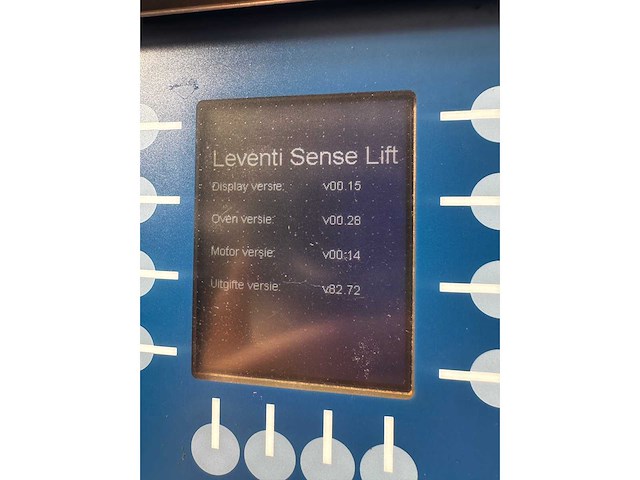 Leventi Sense Lift
Display versie: v00.15
Oven versie: v00.28
Motor versie: v00.14
Uitgifte versie: v82.72